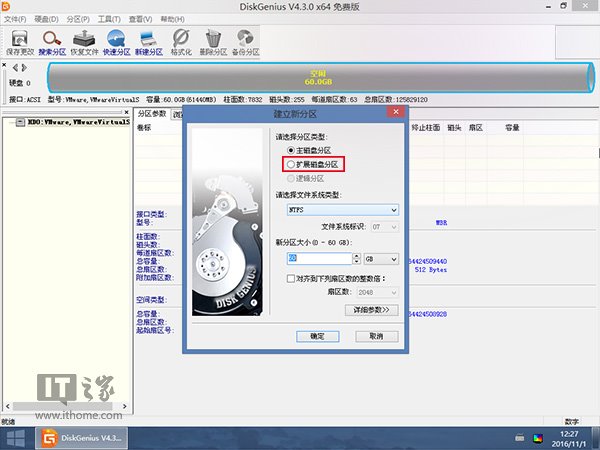 DiskGenius V4.3.0 x64 免费版
文件(F) 硬盘(D) 分区(P) 工具(T) 查看(V) 帮助(H)
保存更改 搜索分区 恢复文件 快速分区 新建分区 格式化 删除分区 备份分区
硬盘 0
空闲
60.0GB
接口:ACSI 型号:VMware,VMwareVirtualS 容量:60.0GB(61440MB) 柱面数:7832 磁头数:255 每道扇区数:63 总扇区数:125829120
HD0:VMware,VMwareVirtualS
分区参数
卷标
终止柱面 磁头 扇区 容量
接口类型:
型号:
MBR
柱面数:
磁头数:
每道扇区数:
总容量:
64424509440
总扇区数:
512 Bytes
附加扇区数:
空闲类型:
总容量:
64424508928
总扇区数:
起始扇区号:
建立新分区
请选择分区类型:
主磁盘分区
扩展磁盘分区
逻辑分区
请选择文件系统类型:
NTFS
文件系统标识: 07
新分区大小(0 - 60 GB):
60 GB
对齐到下列扇区数的整数倍:
扇区数: 2048
详细参数>>
确定 取消
DISK GENIUS
IT之家
www.ithome.com
就绪
数字
DiskGenius V4.3...
12:27
2016/11/1